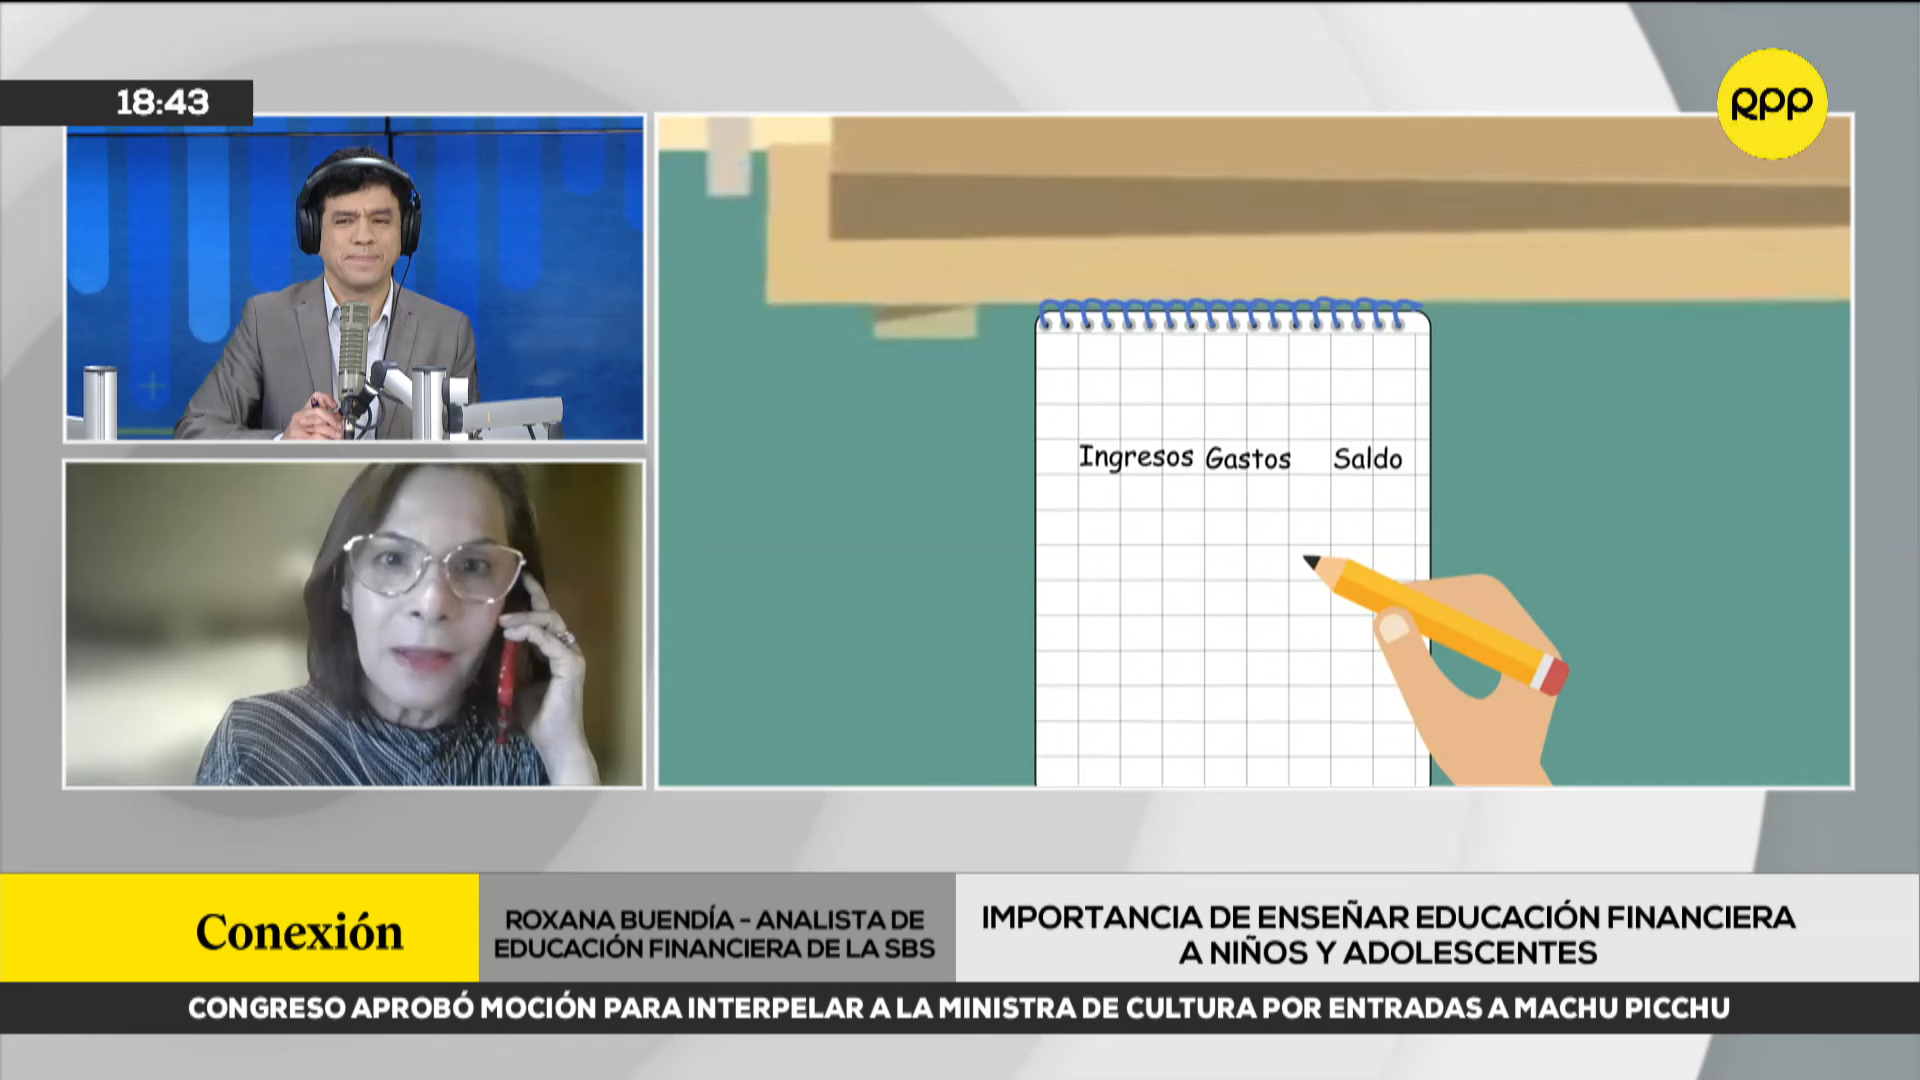 18:43
RPP
Ingresos Gastos Saldo
Conexión
ROXANA BUENDÍA - ANALISTA DE
EDUCACIÓN FINANCIERA DE LA SBS
IMPORTANCIA DE ENSEÑAR EDUCACIÓN FINANCIERA
A NIÑOS Y ADOLESCENTES
CONGRESO APROBÓ MOCIÓN PARA INTERPELAR A LA MINISTRA DE CULTURA POR ENTRADAS A MACHU PICCHU